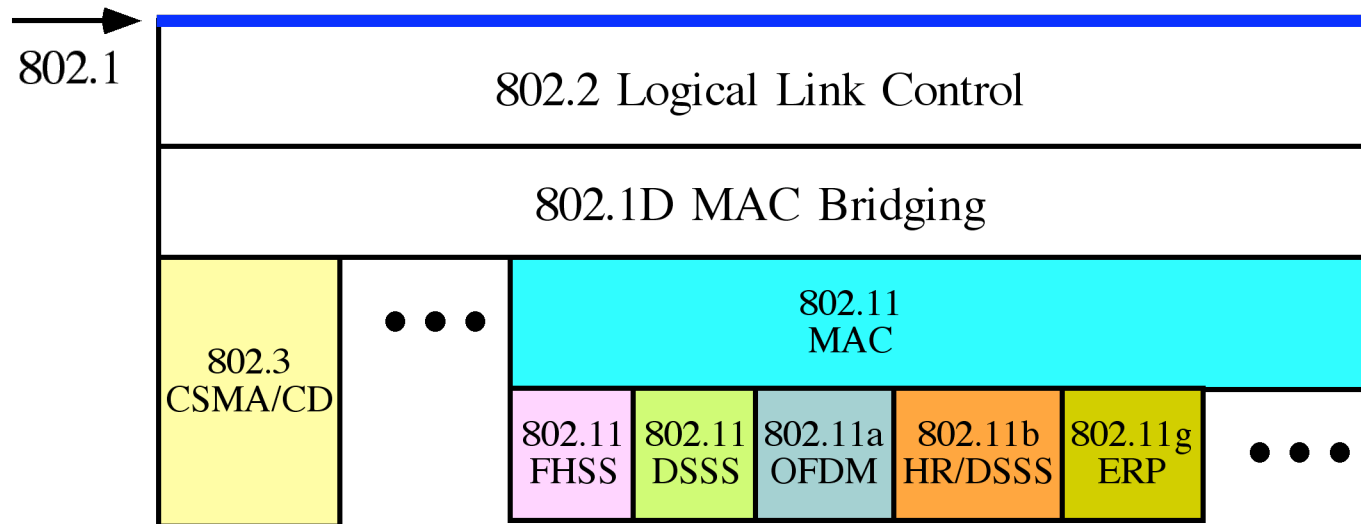 802.1
802.2 Logical Link Control
802.1D MAC Bridging
802.3
CSMA/CD
802.11
MAC
802.11
FHSS
802.11
DSSS
802.11a
OFDM
802.11b
HR/DSSS
802.11g
ERP